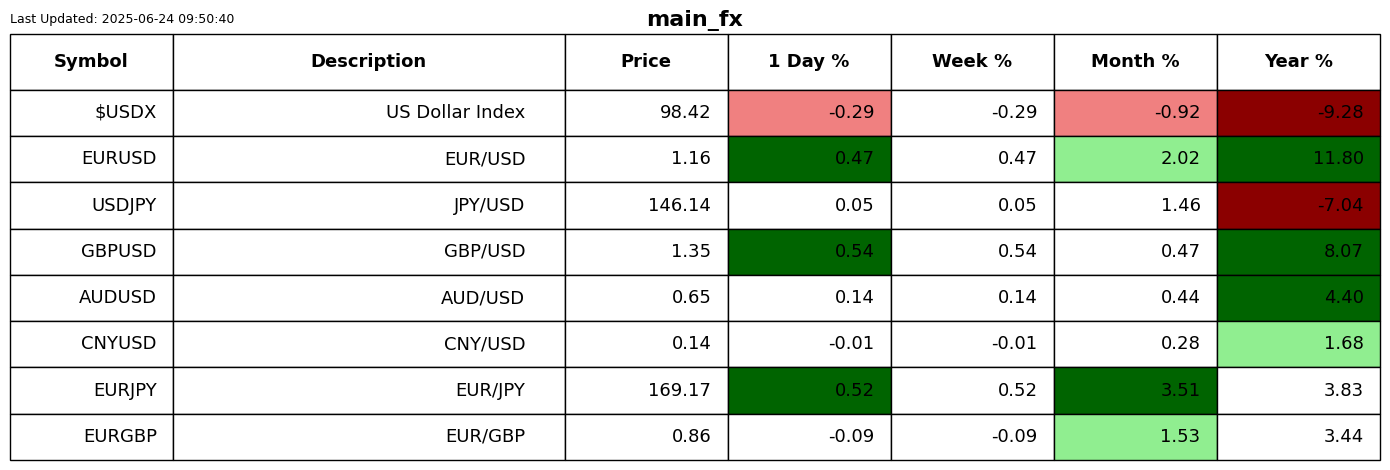 Last Updated: 2025-06-24 09:50:40
main_fx
Symbol Description Price 1 Day % Week % Month % Year %
$USDX US Dollar Index 98.42 -0.29 -0.29 -0.92 -9.28
EURUSD EUR/USD 1.16 0.47 0.47 2.02 11.80
USDJPY JPY/USD 146.14 0.05 0.05 1.46 -7.04
GBPUSD GBP/USD 1.35 0.54 0.54 0.47 8.07
AUDUSD AUD/USD 0.65 0.14 0.14 0.44 4.40
CNYUSD CNY/USD 0.14 -0.01 -0.01 0.28 1.68
EURJPY EUR/JPY 169.17 0.52 0.52 3.51 3.83
EURGBP EUR/GBP 0.86 -0.09 -0.09 1.53 3.44